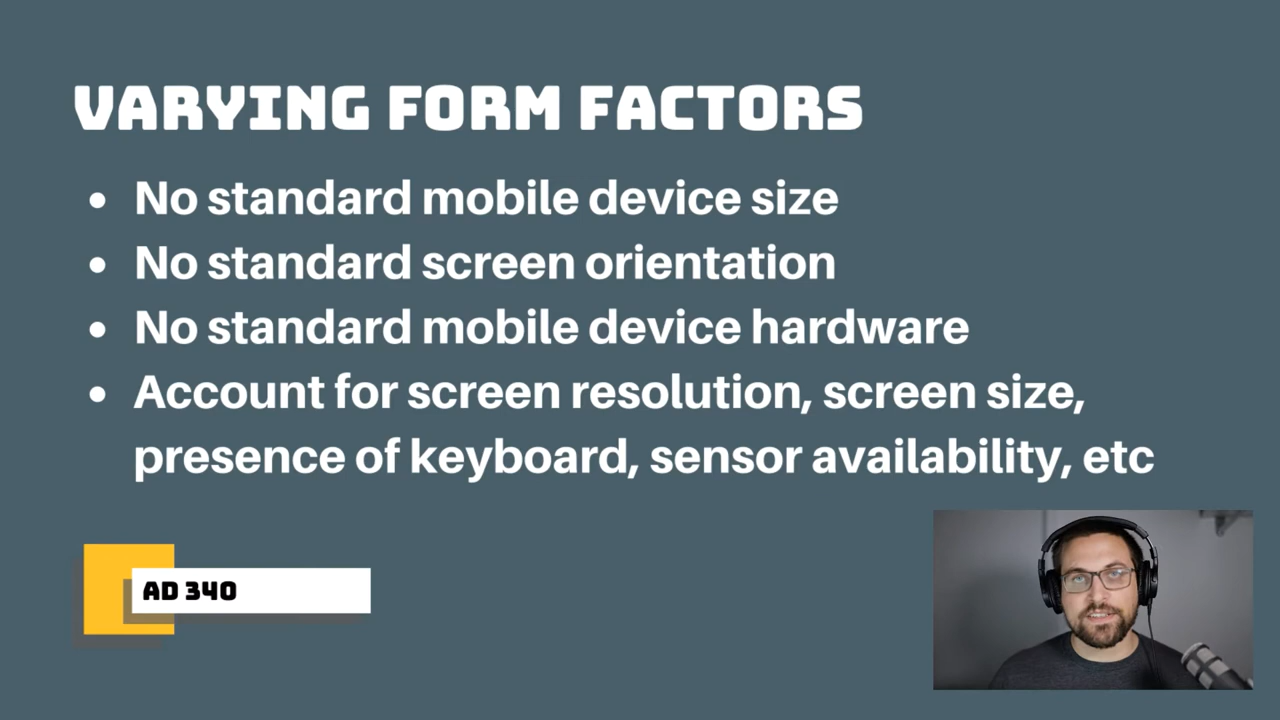 VARYING FORM FACTORS
No standard mobile device size
No standard screen orientation
No standard mobile device hardware
Account for screen resolution, screen size,
presence of keyboard, sensor availability, etc
AD 340